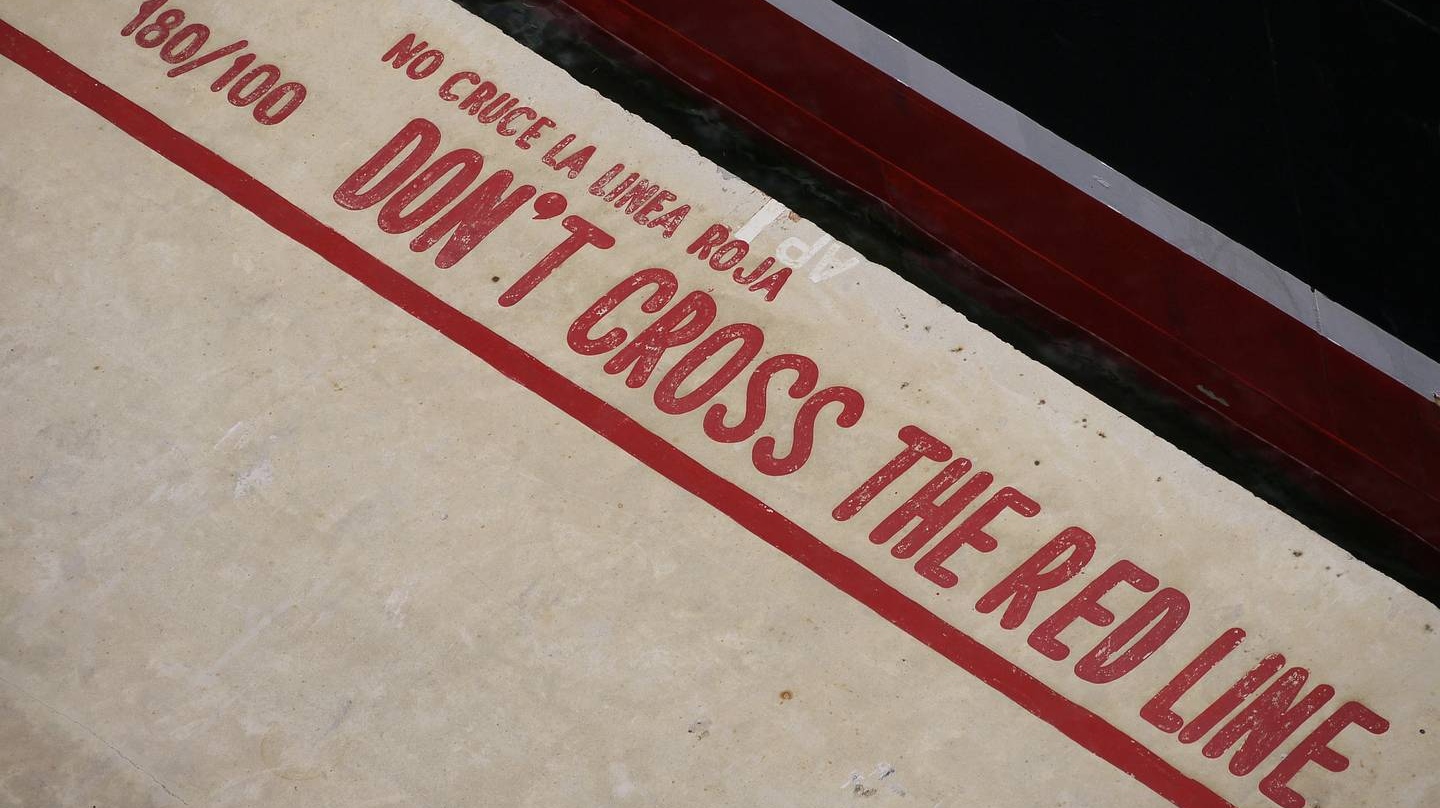 180/100
NO CRUCE LA LINEA ROJA
DON'T CROSS THE RED LINE